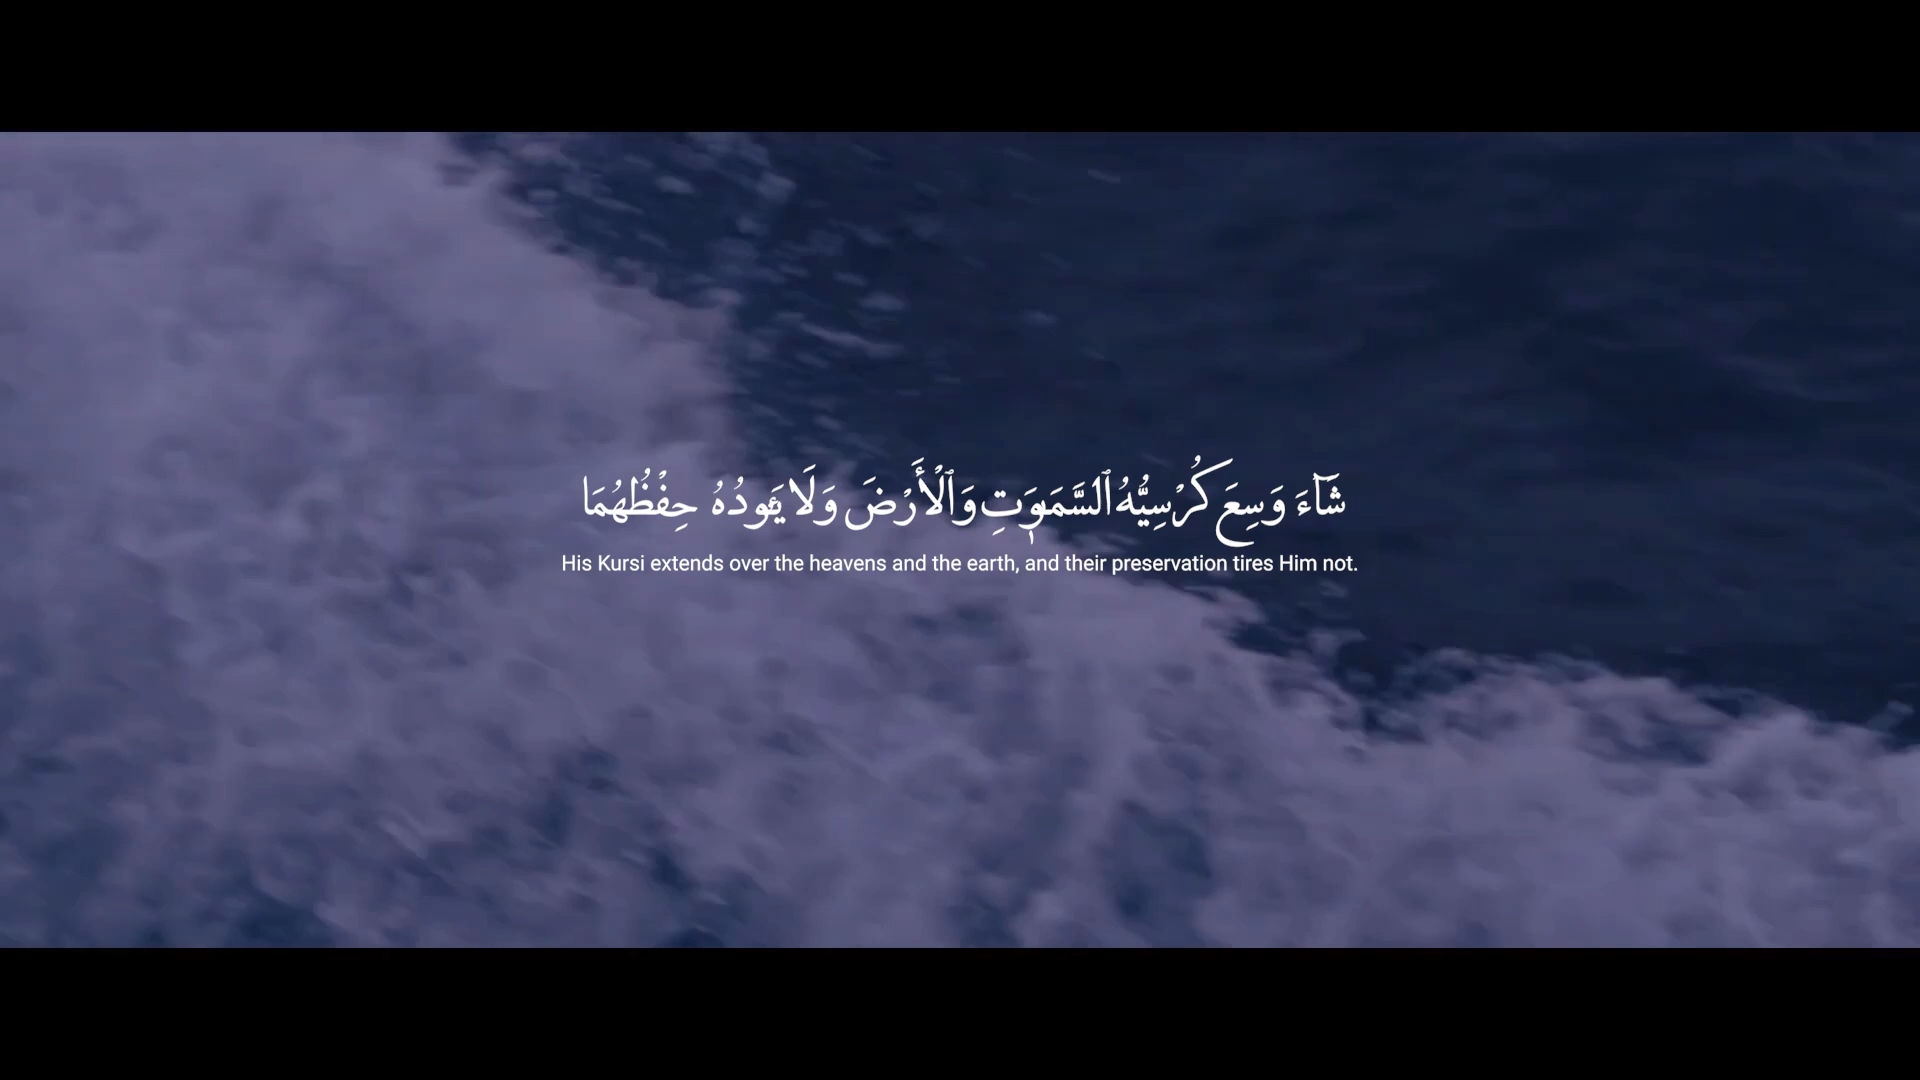 شَآءَ وَسِعَ كُرْسِيُّهُ ٱلسَّمَـٰوَٰتِ وَٱلْأَرْضَ وَلَا يَـُٔودُهُ حِفْظُهُمَا
His Kursi extends over the heavens and the earth, and their preservation tires Him not.